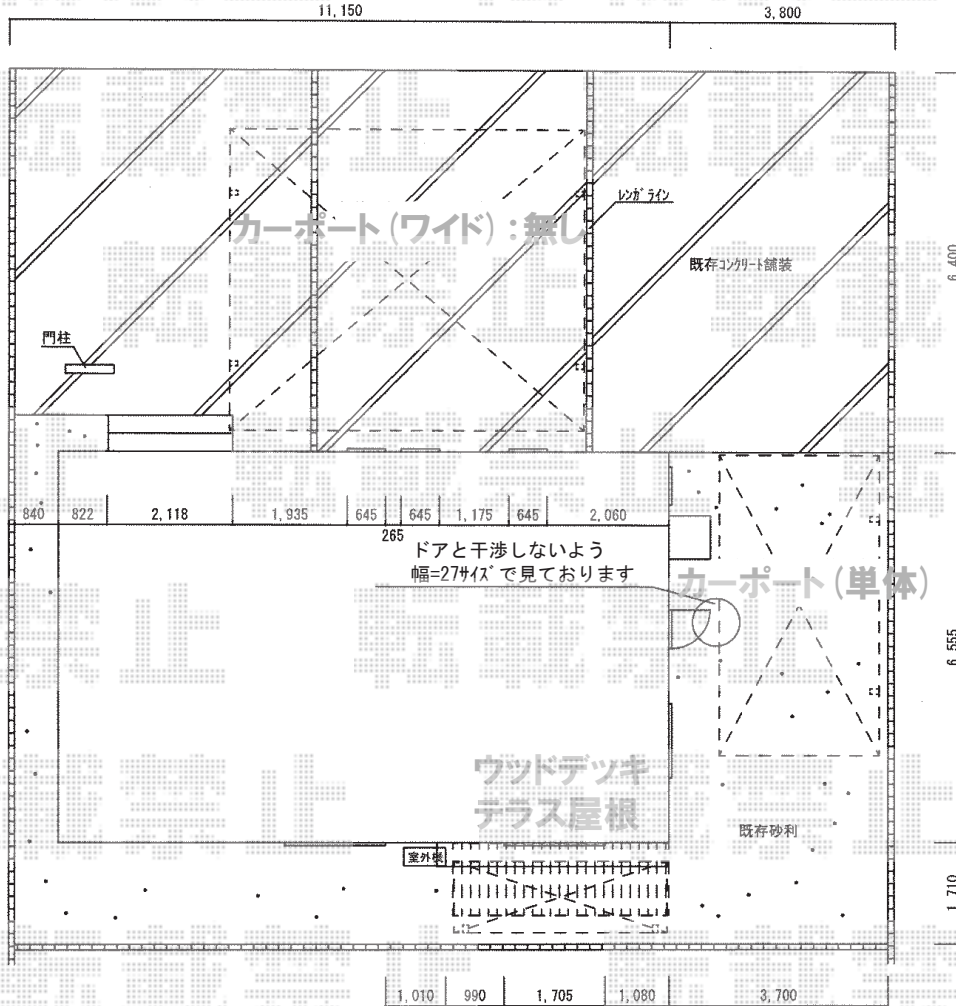 11,150
3,800
レンガライン
カーポート(ワイド):無し
既存コンクリート舗装
6,400
門柱
840
822
2,118
1,935
645
265
645
1,175
645
2,060
ドアと干渉しないよう
幅=27サイズで見ております
カーポート(単体)
6,555
ウッドデッキ
テラス屋根
既存砂利
室外機
1,710
1,010
990
1,705
1,080
3,700
転載禁止